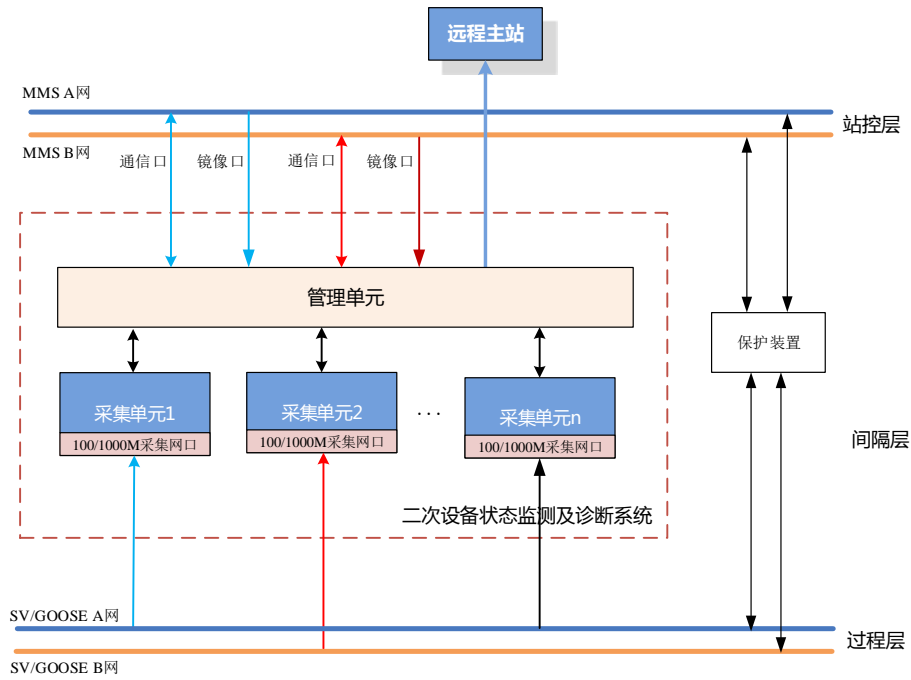 远程主站
MMS A网
站控层
MMS B网
通信口
镜像口
通信口
镜像口
管理单元
保护装置
采集单元1
采集单元2
...
采集单元n
100/1000M采集网口
100/1000M采集网口
100/1000M采集网口
间隔层
二次设备状态监测及诊断系统
SV/GOOSE A网
过程层
SV/GOOSE B网